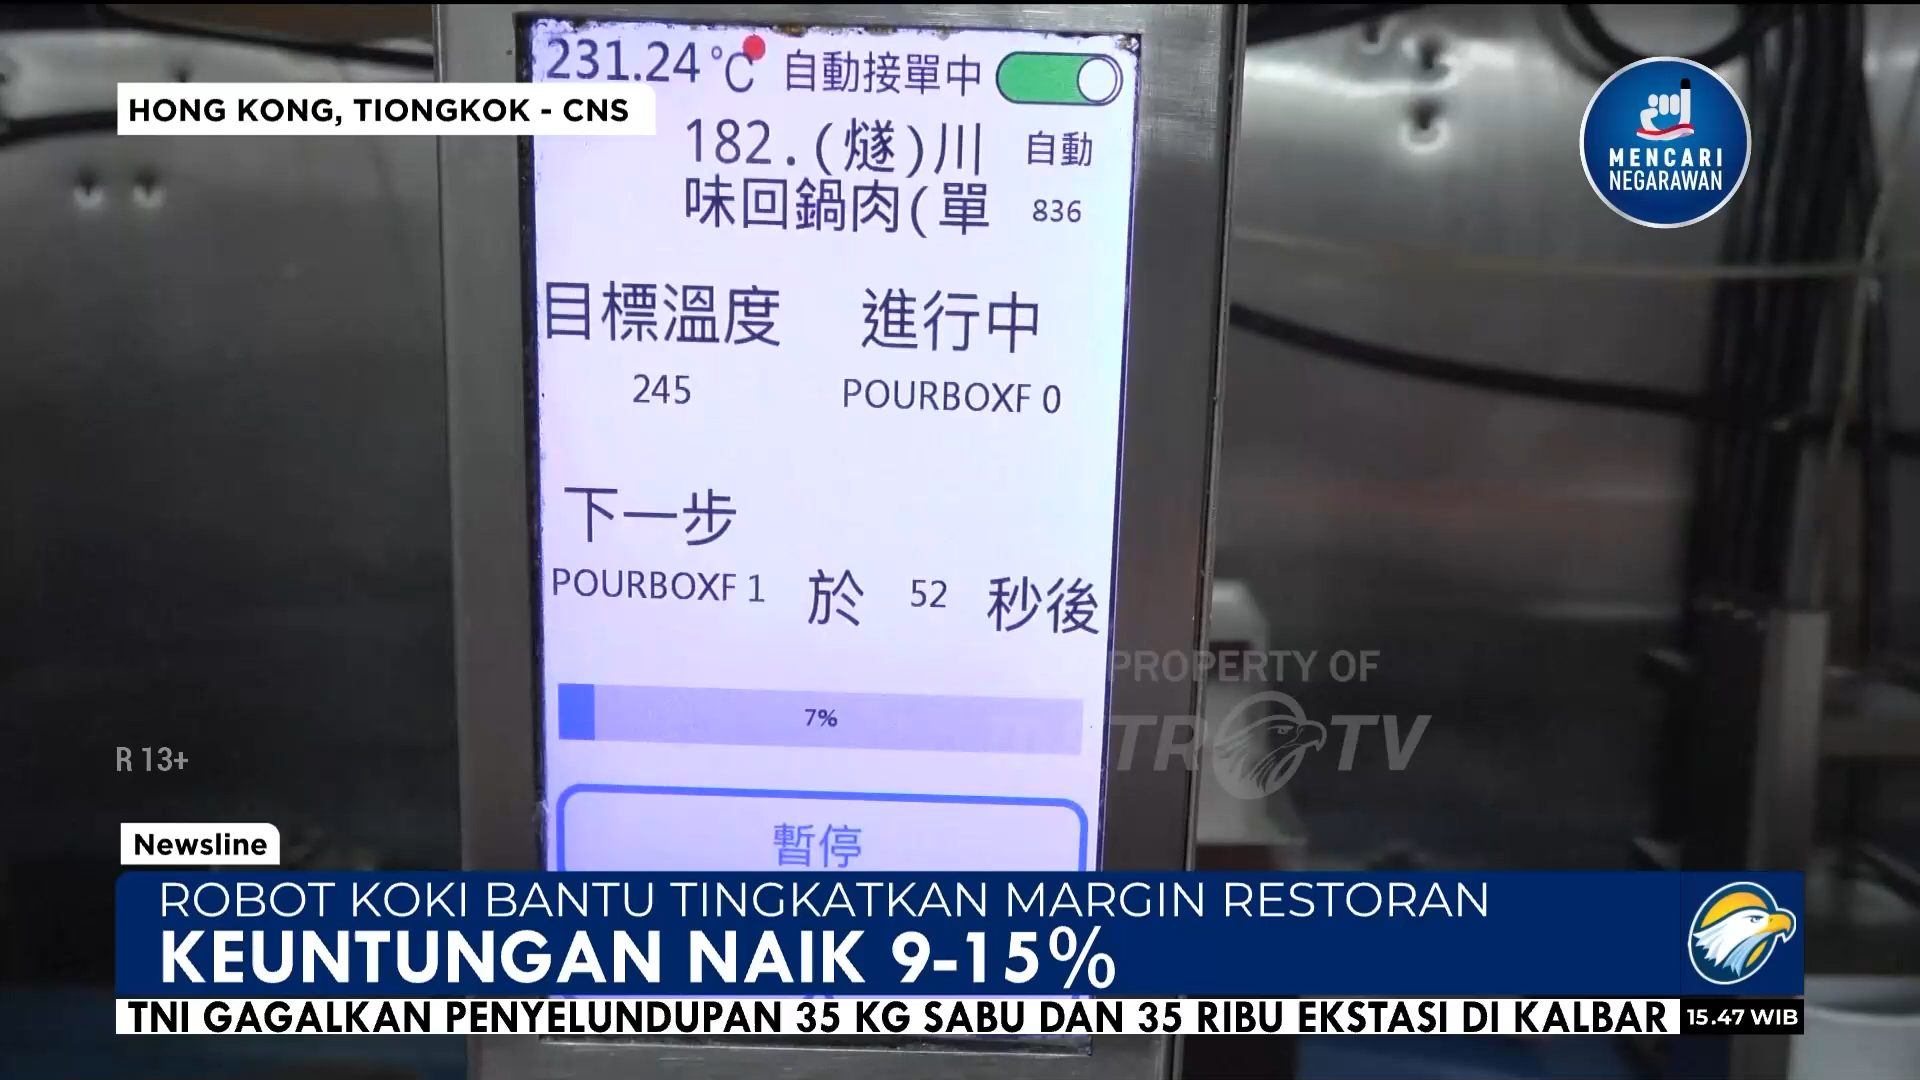 231.24°C 自動接單中
HONG KONG, TIONGKOK - CNS
182.(燧)川 自動
味回鍋肉(單 836
MENCARI
NEGARAWAN
目標溫度 進行中
245 POURBOXF 0
下一步
POURBOXF 1 於 52 秒後
PROPERTY OF
TR TV
7%
R 13+
暫停
Newsline
ROBOT KOKI BANTU TINGKATKAN MARGIN RESTORAN
KEUNTUNGAN NAIK 9-15%
TNI GAGALKAN PENYELUNDUPAN 35 KG SABU DAN 35 RIBU EKSTASI DI KALBAR 15.47 WIB